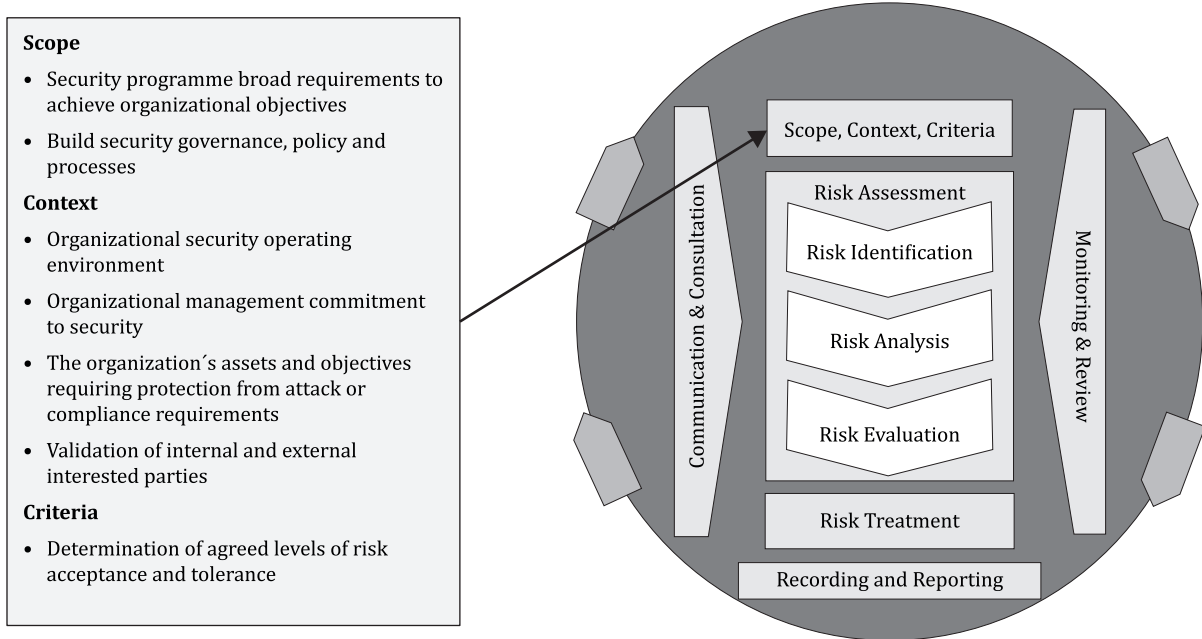 Scope
• Security programme broad requirements to
achieve organizational objectives
• Build security governance, policy and
processes
Context
• Organizational security operating
environment
• Organizational management commitment
to security
• The organization´s assets and objectives
requiring protection from attack or
compliance requirements
• Validation of internal and external
interested parties
Criteria
• Determination of agreed levels of risk
acceptance and tolerance
Communication & Consultation
Scope, Context, Criteria
Risk Assessment
Risk Identification
Risk Analysis
Risk Evaluation
Risk Treatment
Recording and Reporting
Monitoring & Review